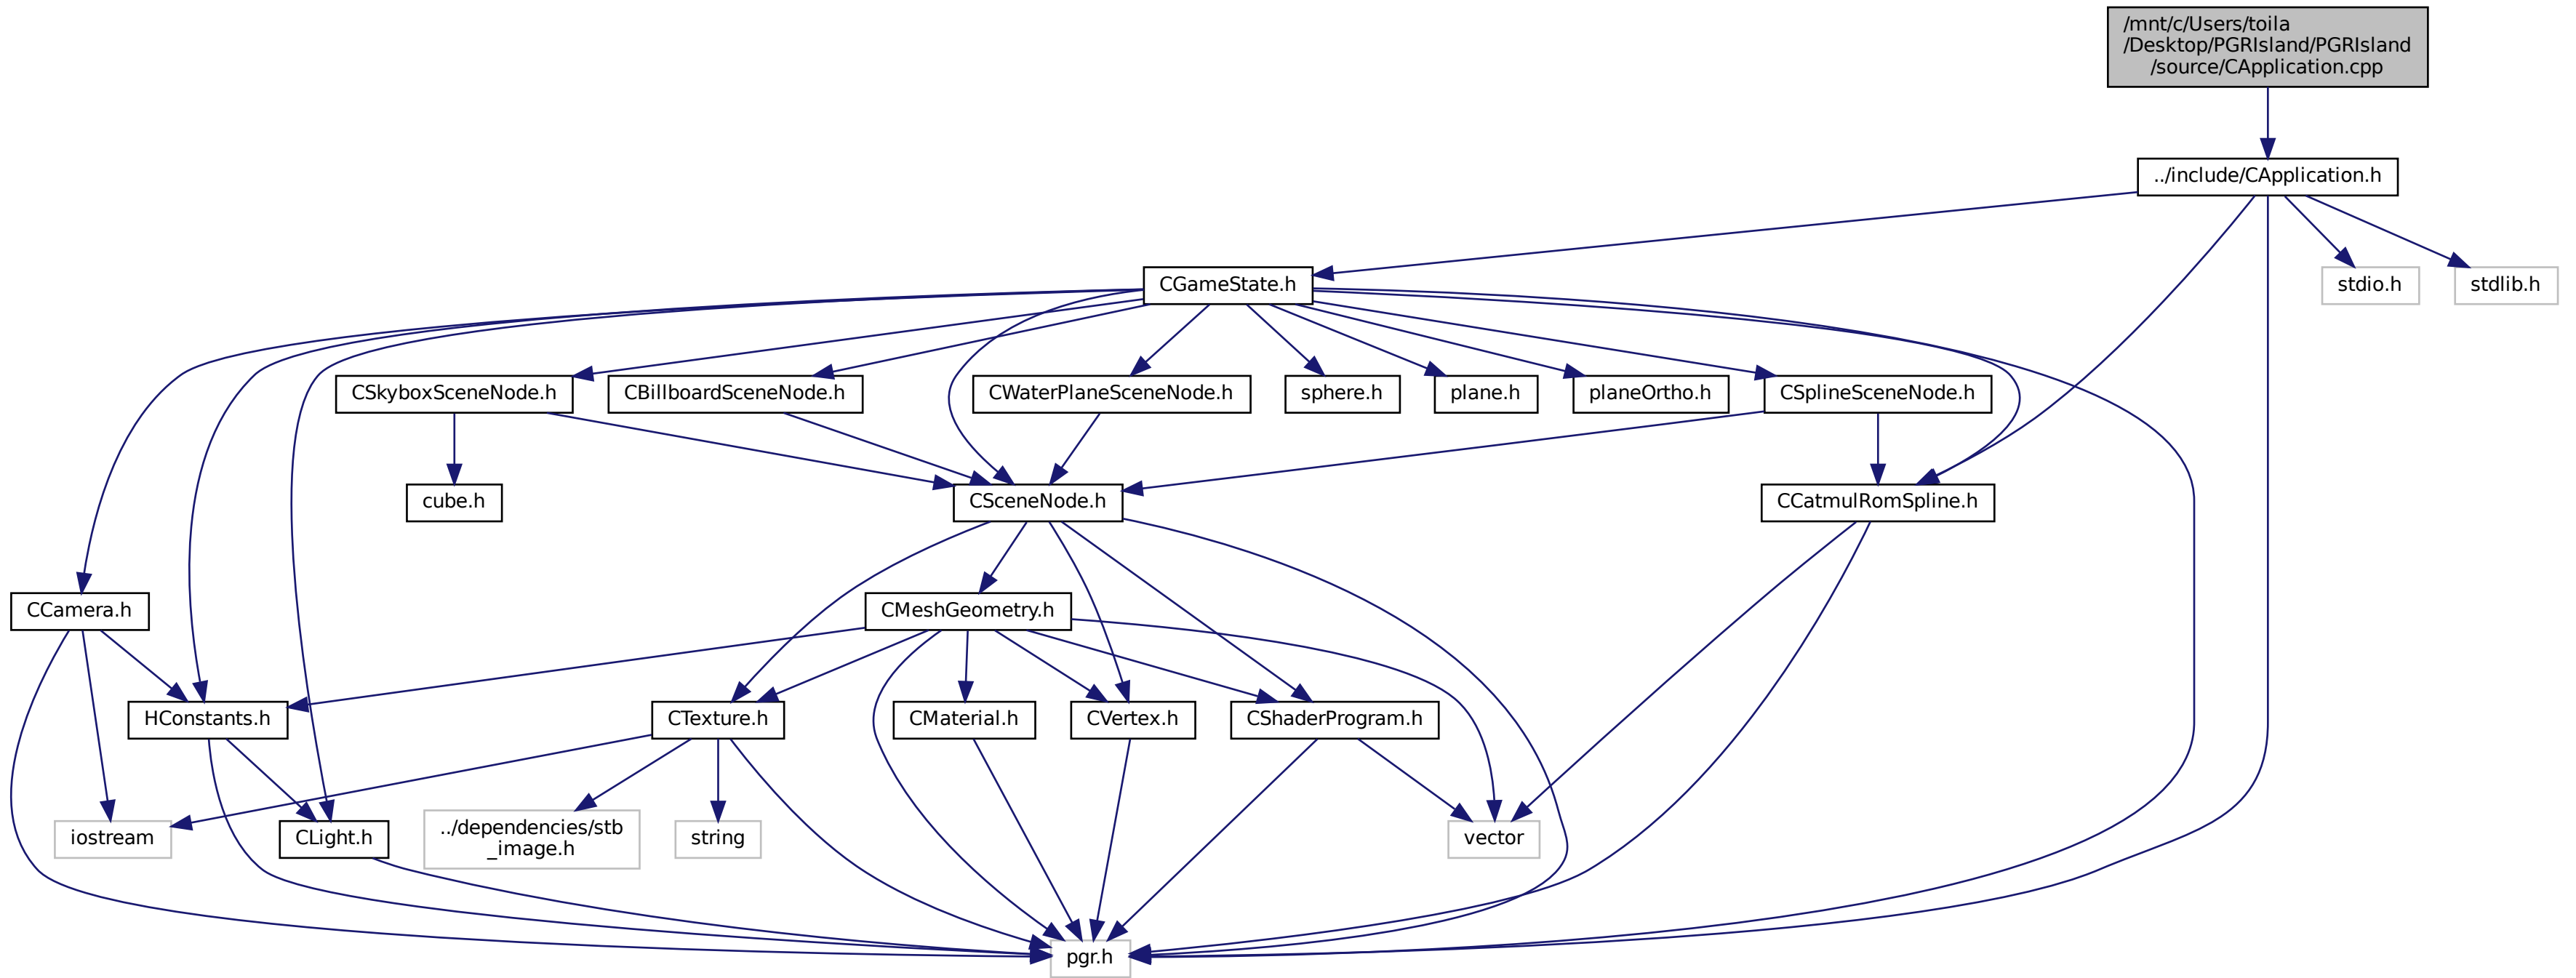 /mnt/c/Users/toila
/Desktop/PGRIsland/PGRIsland
/source/CApplication.cpp
../include/CApplication.h
CGameState.h
stdio.h
stdlib.h
CSkyboxSceneNode.h
CBillboardSceneNode.h
CWaterPlaneSceneNode.h
sphere.h
plane.h
planeOrtho.h
CSplineSceneNode.h
cube.h
CSceneNode.h
CCatmulRomSpline.h
CCamera.h
CMeshGeometry.h
HConstants.h
CTexture.h
CMaterial.h
CVertex.h
CShaderProgram.h
iostream
CLight.h
../dependencies/stb
_image.h
string
vector
pgr.h